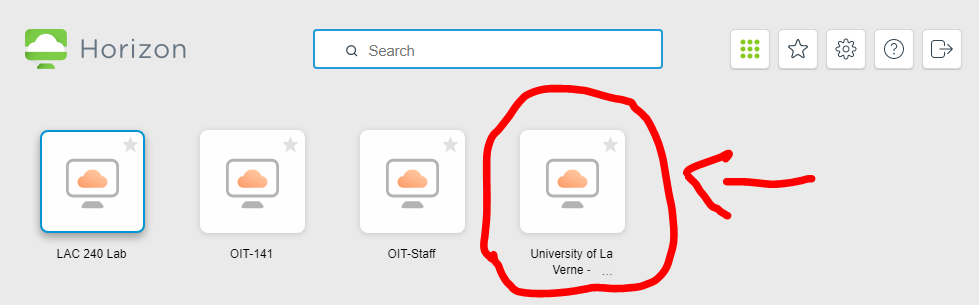 Horizon
Search
LAC 240 Lab
OIT-141
OIT-Staff
University of La
Verne - ...